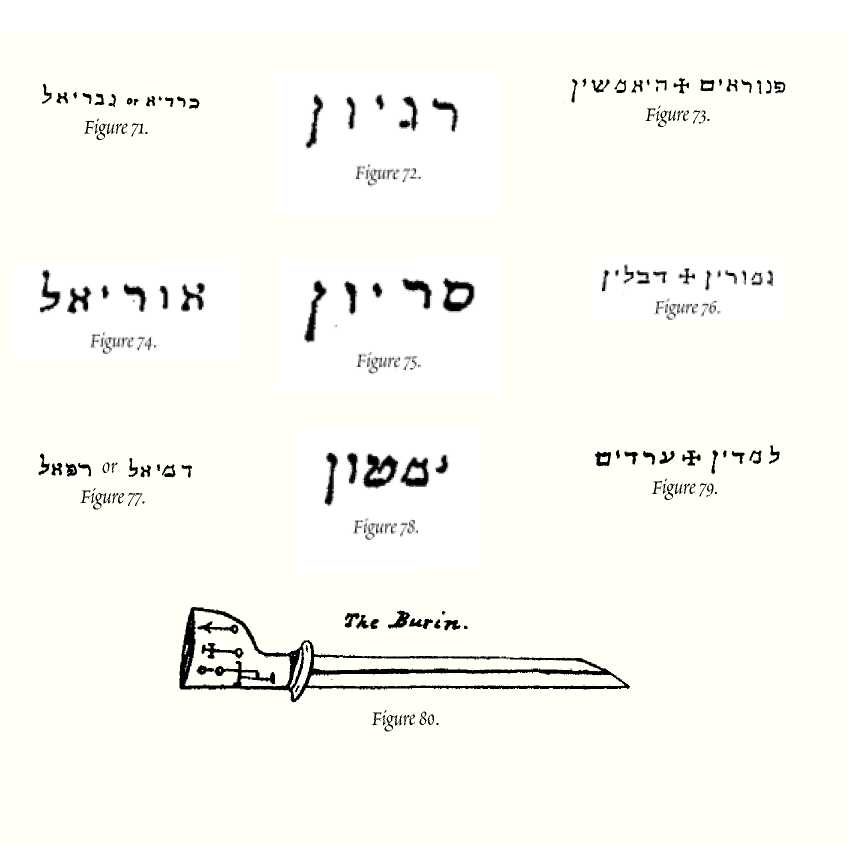 כרדיא or גבריאל
Figure 71.
רגיון
Figure 72.
פנוראים ✠ היאמשין
Figure 73.
אוריאל
Figure 74.
סריון
Figure 75.
גמורין ✠ דבלין
Figure 76.
דמיאל or רפאל
Figure 77.
ימטון
Figure 78.
למדין ✠ ערדים
Figure 79.
The Burin.
Figure 80.